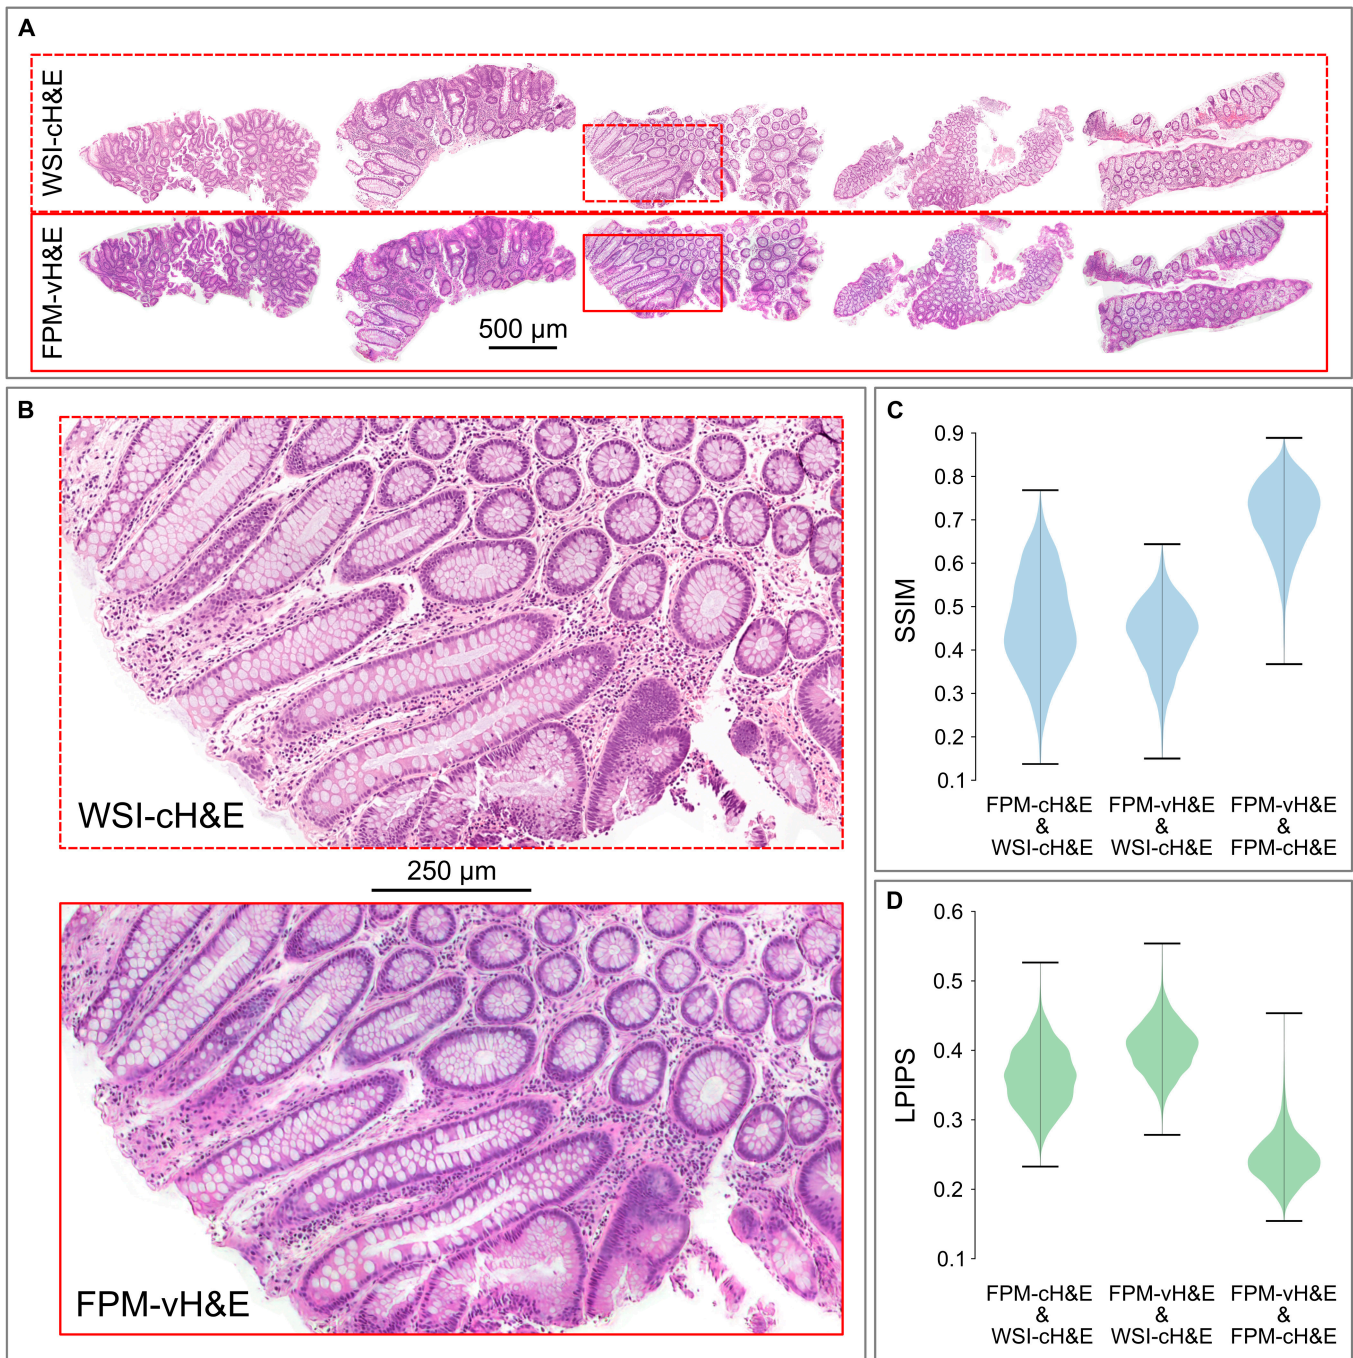 A
WSI-cH&E
FPM-vH&E
500 µm
B
WSI-cH&E
250 µm
FPM-vH&E
C
SSIM
0.9
0.8
0.7
0.6
0.5
0.4
0.3
0.2
0.1
FPM-cH&E FPM-vH&E FPM-vH&E
& & &
WSI-cH&E WSI-cH&E FPM-cH&E
D
LPIPS
0.6
0.5
0.4
0.3
0.2
0.1
FPM-cH&E FPM-vH&E FPM-vH&E
& & &
WSI-cH&E WSI-cH&E FPM-cH&E